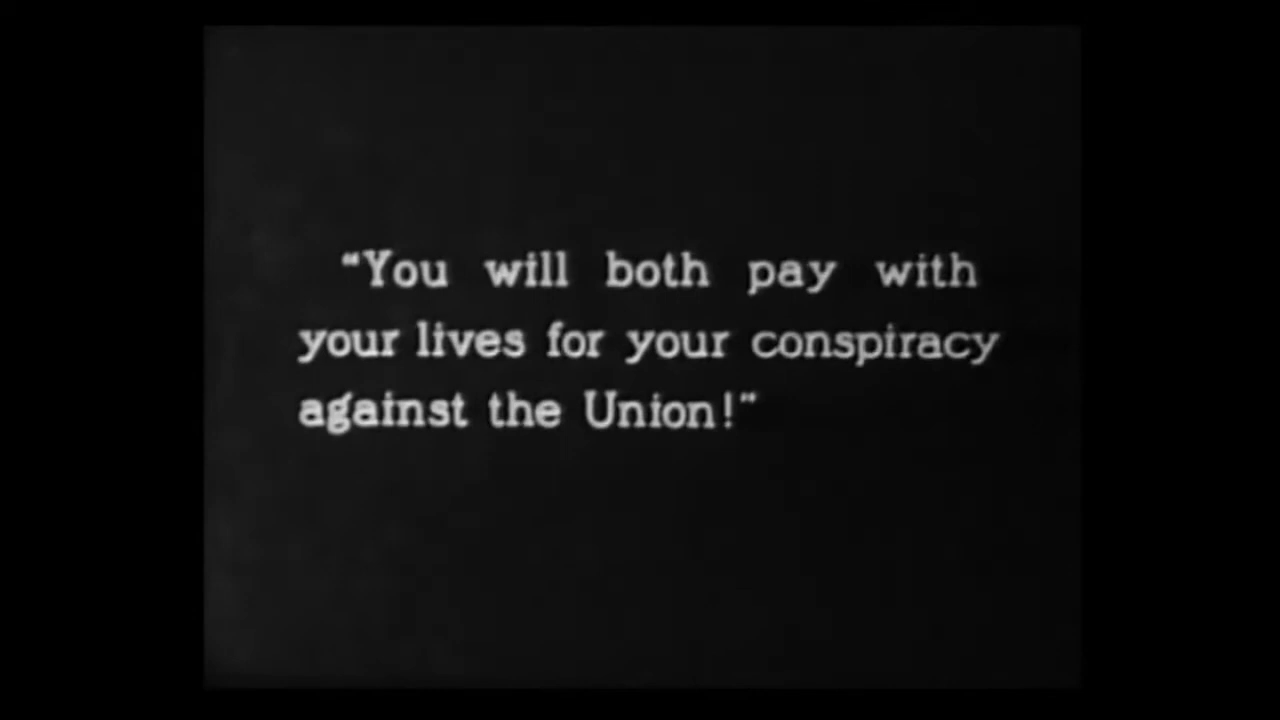 “You will both pay with
your lives for your conspiracy
against the Union!”